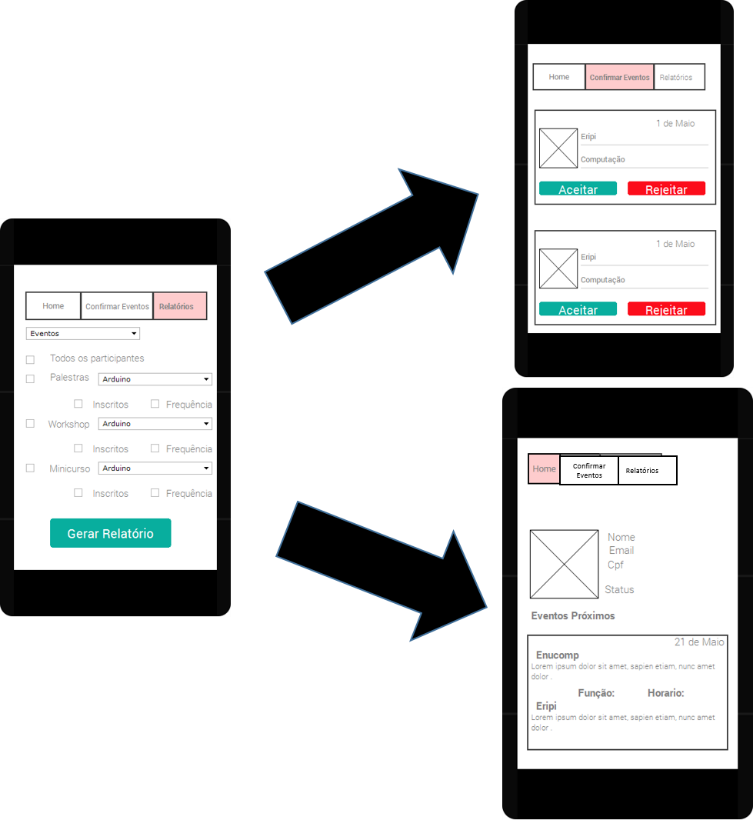 Home Confirmar Eventos Relatórios
Eventos
Todos os participantes
Palestras Arduino
Inscritos Frequência
Workshop Arduino
Inscritos Frequência
Minicurso Arduino
Inscritos Frequência
Gerar Relatório
Home Confirmar Eventos Relatórios
1 de Maio
Eripi
Computação
Aceitar Rejeitar
1 de Maio
Eripi
Computação
Aceitar Rejeitar
Home Confirmar Relatórios
Eventos
Nome
Email
Cpf
Status
Eventos Próximos
21 de Maio
Enucomp
Lorem ipsum dolor sit amet, sapien etiam, nunc amet
dolor .
Função: Horario:
Eripi
Lorem ipsum dolor sit amet, sapien etiam, nunc amet
dolor .